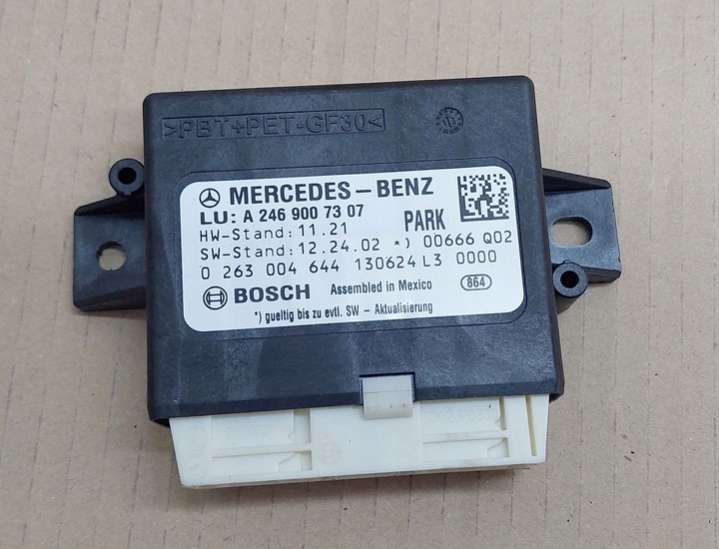 >PBT+PET-GF30<
MERCEDES-BENZ
LU: A 246 900 73 07
HW-Stand: 11.21 PARK
SW-Stand: 12.24.02 *) 00666 Q02
0 263 004 644 130624 L3 0000
BOSCH Assembled in Mexico 864
*) gueltig bis zu evtl. SW - Aktualisierung